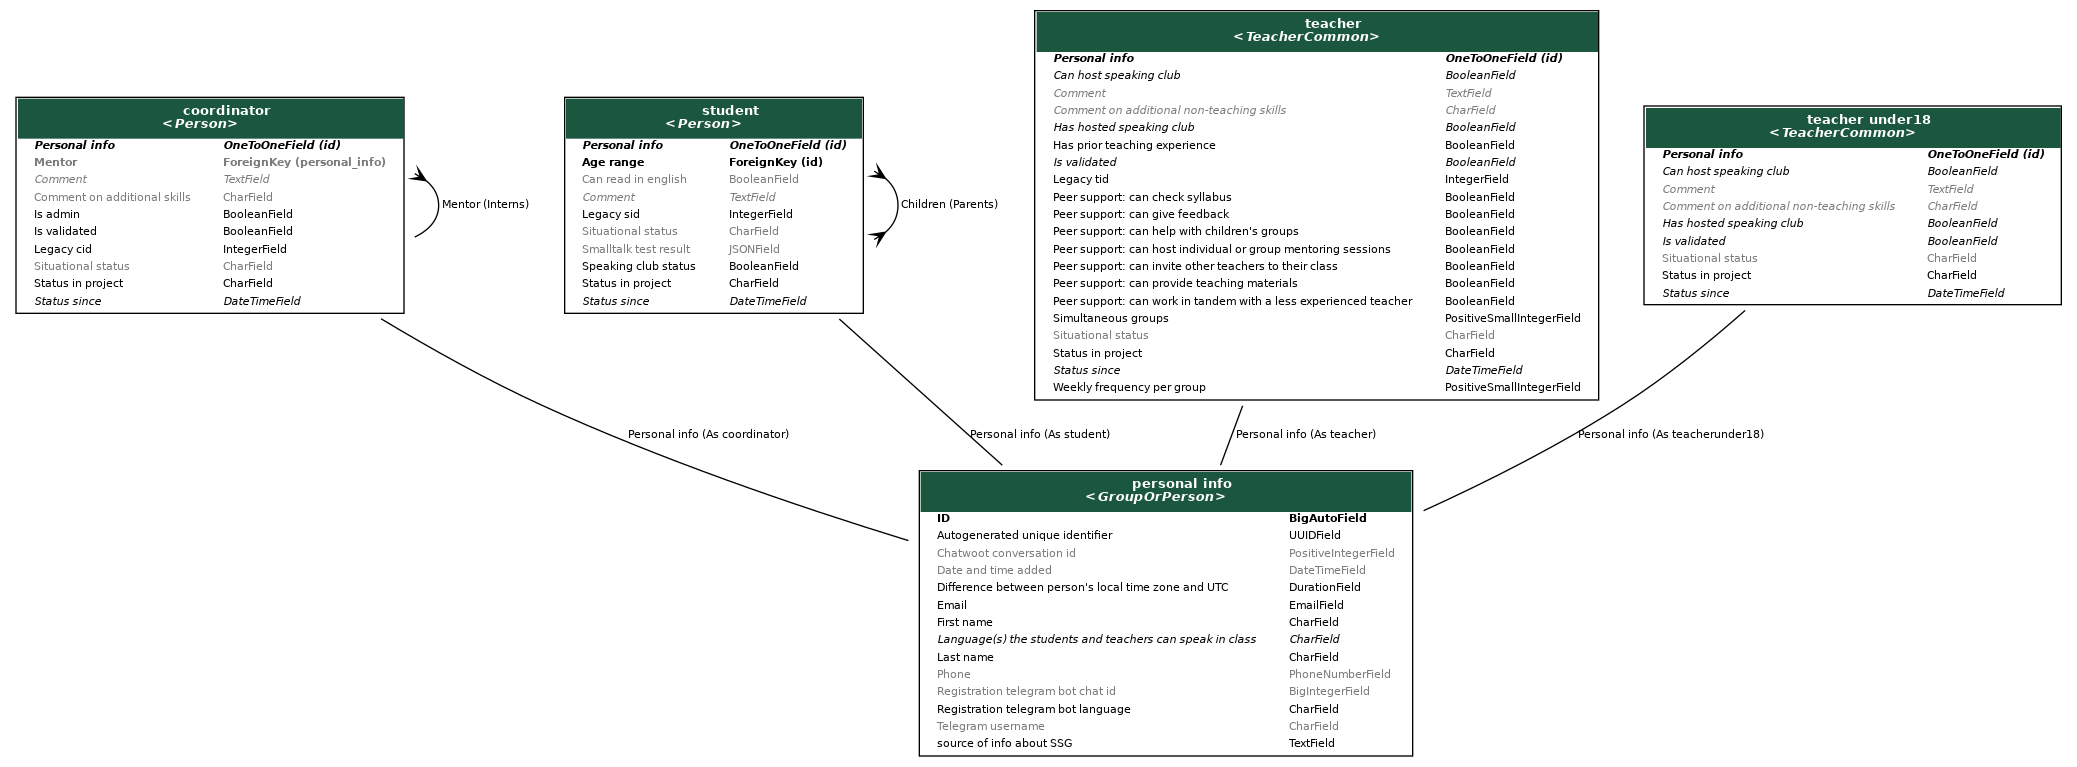 coordinator
<Person>
Personal info OneToOneField (id)
Mentor ForeignKey (personal_info)
Comment TextField
Comment on additional skills CharField
Is admin BooleanField
Is validated BooleanField
Legacy cid IntegerField
Situational status CharField
Status in project CharField
Status since DateTimeField
Mentor (Interns)
student
<Person>
Personal info OneToOneField (id)
Age range ForeignKey (id)
Can read in english BooleanField
Comment TextField
Legacy sid IntegerField
Situational status CharField
Smalltalk test result JSONField
Speaking club status BooleanField
Status in project CharField
Status since DateTimeField
Children (Parents)
teacher
<TeacherCommon>
Personal info OneToOneField (id)
Can host speaking club BooleanField
Comment TextField
Comment on additional non-teaching skills CharField
Has hosted speaking club BooleanField
Has prior teaching experience BooleanField
Is validated BooleanField
Legacy tid IntegerField
Peer support: can check syllabus BooleanField
Peer support: can give feedback BooleanField
Peer support: can help with children's groups BooleanField
Peer support: can host individual or group mentoring sessions BooleanField
Peer support: can invite other teachers to their class BooleanField
Peer support: can provide teaching materials BooleanField
Peer support: can work in tandem with a less experienced teacher BooleanField
Simultaneous groups PositiveSmallIntegerField
Situational status CharField
Status in project CharField
Status since DateTimeField
Weekly frequency per group PositiveSmallIntegerField
teacher under18
<TeacherCommon>
Personal info OneToOneField (id)
Can host speaking club BooleanField
Comment TextField
Comment on additional non-teaching skills CharField
Has hosted speaking club BooleanField
Is validated BooleanField
Situational status CharField
Status in project CharField
Status since DateTimeField
Personal info (As coordinator)
Personal info (As student)
Personal info (As teacher)
Personal info (As teacherunder18)
personal info
<GroupOrPerson>
ID BigAutoField
Autogenerated unique identifier UUIDField
Chatwoot conversation id PositiveIntegerField
Date and time added DateTimeField
Difference between person's local time zone and UTC DurationField
Email EmailField
First name CharField
Language(s) the students and teachers can speak in class CharField
Last name CharField
Phone PhoneNumberField
Registration telegram bot chat id BigIntegerField
Registration telegram bot language CharField
Telegram username CharField
source of info about SSG TextField